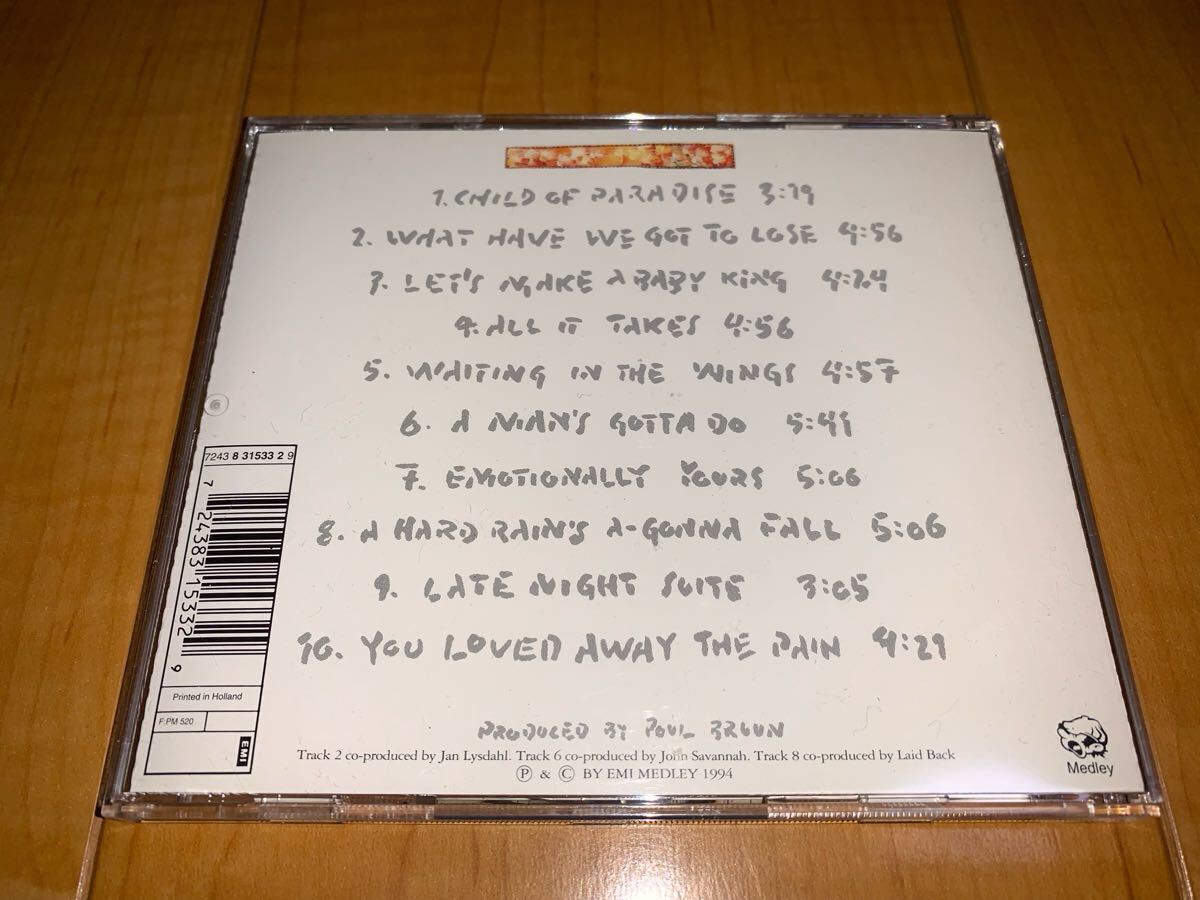 1. CHILD OF PARADISE 3:19
2. WHAT HAVE WE GOT TO LOSE 4:56
3. LET'S MAKE A BABY KING 4:24
4. ALL IT TAKES 4:56
5. WAITING IN THE WINGS 4:57
6. A MAN'S GOTTA DO 5:41
7. EMOTIONALLY YOURS 5:06
8. A HARD RAIN'S A-GONNA FALL 5:06
9. LATE NIGHT SUITE 3:05
10. YOU LOVED AWAY THE PAIN 4:29
PRODUCED BY POUL BRUUN
Track 2 co-produced by Jan Lysdahl. Track 6 co-produced by John Savannah. Track 8 co-produced by Laid Back
℗ & © BY EMI MEDLEY 1994
7243 8 31533 2 9
7 24383 15332 9
Printed in Holland
F:PM 520
EMI
Medley
6